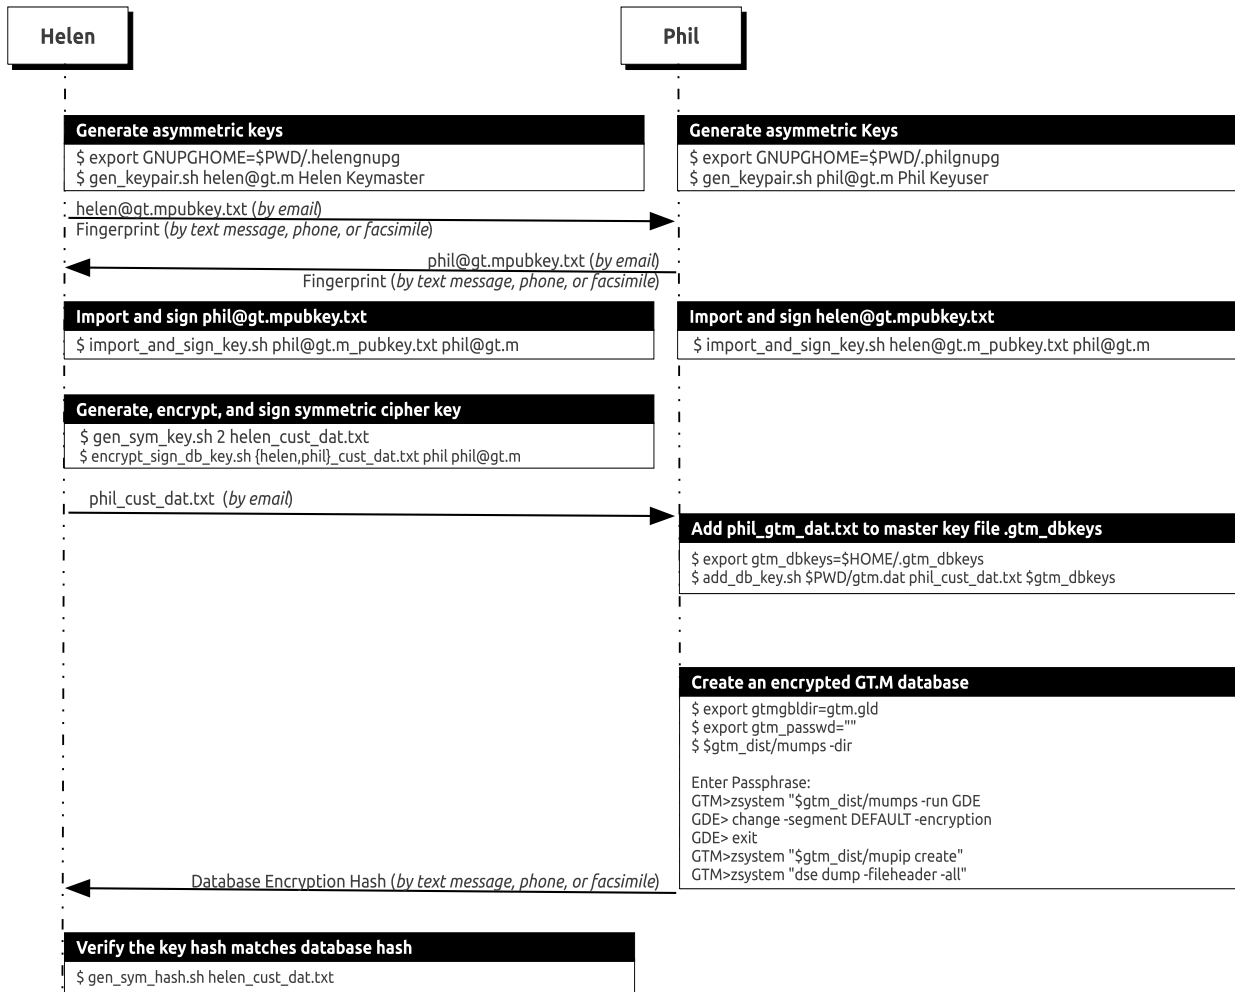 Helen
Phil
Generate asymmetric keys
$ export GNUPGHOME=$PWD/.helengnupg
$ gen_keypair.sh helen@gt.m Helen Keymaster
Generate asymmetric Keys
$ export GNUPGHOME=$PWD/.philgnupg
$ gen_keypair.sh phil@gt.m Phil Keyuser
helen@gt.mpubkey.txt (by email)
Fingerprint (by text message, phone, or facsimile)
phil@gt.mpubkey.txt (by email)
Fingerprint (by text message, phone, or facsimile)
Import and sign phil@gt.mpubkey.txt
$ import_and_sign_key.sh phil@gt.m_pubkey.txt phil@gt.m
Import and sign helen@gt.mpubkey.txt
$ import_and_sign_key.sh helen@gt.m_pubkey.txt phil@gt.m
Generate, encrypt, and sign symmetric cipher key
$ gen_sym_key.sh 2 helen_cust_dat.txt
$ encrypt_sign_db_key.sh {helen,phil}_cust_dat.txt phil phil@gt.m
phil_cust_dat.txt (by email)
Add phil_gtm_dat.txt to master key file .gtm_dbkeys
$ export gtm_dbkeys=$HOME/.gtm_dbkeys
$ add_db_key.sh $PWD/gtm.dat phil_cust_dat.txt $gtm_dbkeys
Create an encrypted GT.M database
$ export gtmgbldir=gtm.gld
$ export gtm_passwd=""
$ $gtm_dist/mumps -dir
Enter Passphrase:
GTM>zsystem "$gtm_dist/mumps -run GDE
GDE> change -segment DEFAULT -encryption
GDE> exit
GTM>zsystem "$gtm_dist/mupip create"
GTM>zsystem "dse dump -fileheader -all"
Database Encryption Hash (by text message, phone, or facsimile)
Verify the key hash matches database hash
$ gen_sym_hash.sh helen_cust_dat.txt